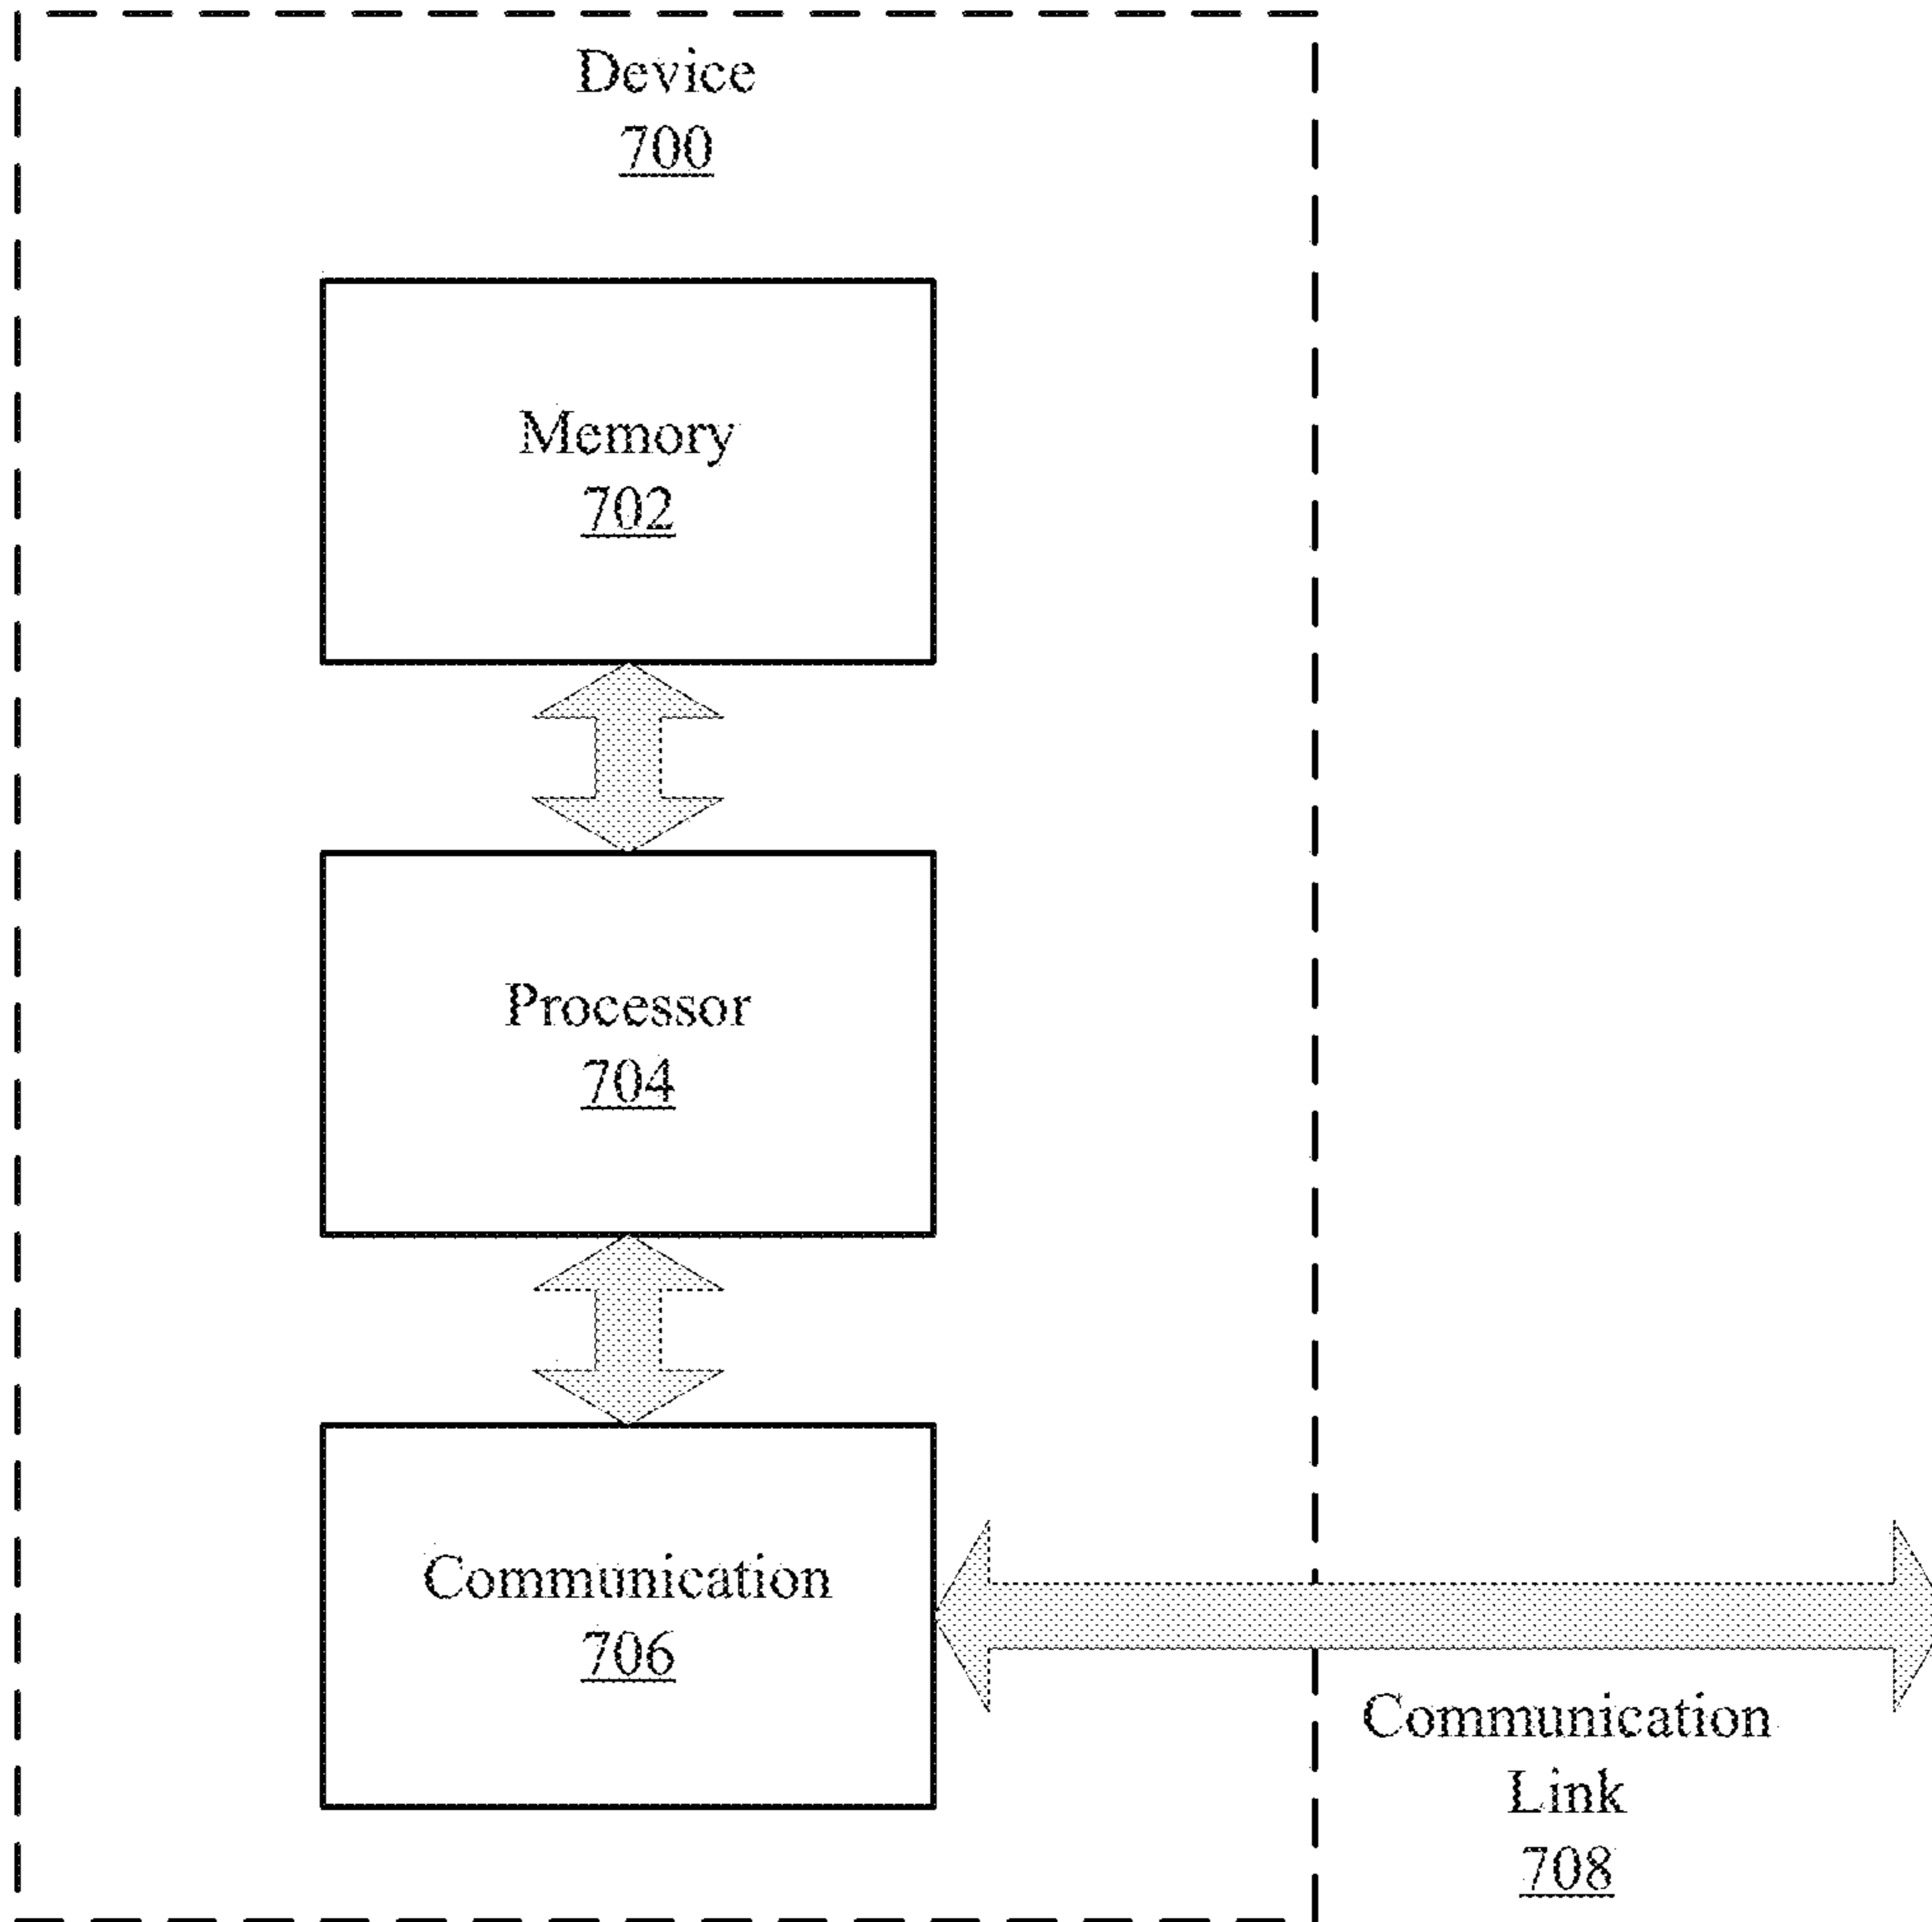 Device
700
Memory
702
Processor
704
Communication
706
Communication
Link
708